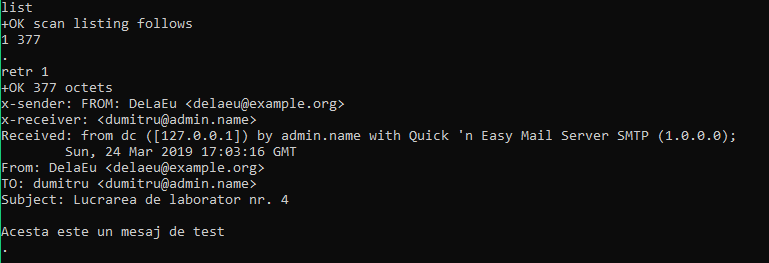 list
+OK scan listing follows
1 377
.
retr 1
+OK 377 octets
x-sender: FROM: DeLaEu <delaeu@example.org>
x-receiver: <dumitru@admin.name>
Received: from dc ([127.0.0.1]) by admin.name with Quick 'n Easy Mail Server SMTP (1.0.0.0);
        Sun, 24 Mar 2019 17:03:16 GMT
From: DelaEu <delaeu@example.org>
TO: dumitru <dumitru@admin.name>
Subject: Lucrarea de laborator nr. 4

Acesta este un mesaj de test
.